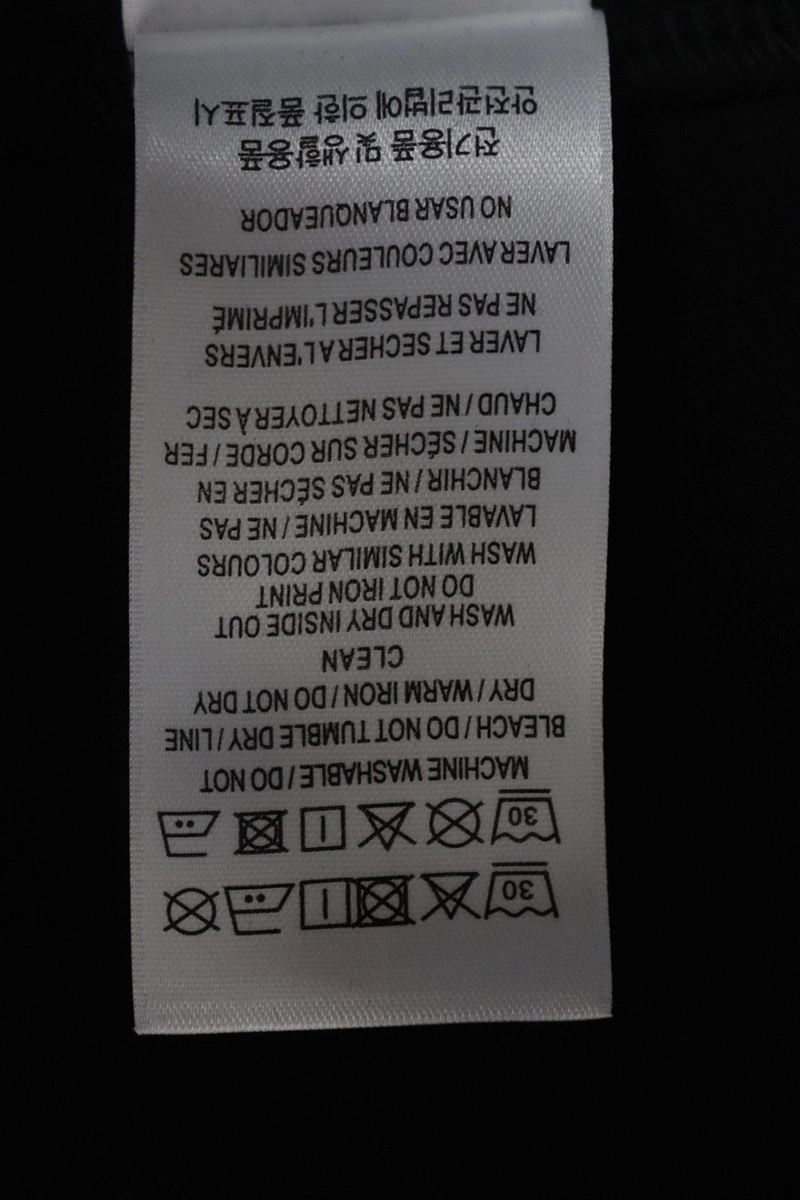 30
30
MACHINE WASHABLE / DO NOT
BLEACH / DO NOT TUMBLE DRY / LINE
DRY / WARM IRON / DO NOT DRY
CLEAN
WASH AND DRY INSIDE OUT
DO NOT IRON PRINT
WASH WITH SIMILAR COLOURS
LAVABLE EN MACHINE / NE PAS
BLANCHIR / NE PAS SÉCHER EN
MACHINE / SÉCHER SUR CORDE / FER
CHAUD / NE PAS NETTOYER À SEC
LAVER ET SECHER A L'ENVERS
NE PAS REPASSER L'IMPRIMÉ
LAVER AVEC COULEURS SIMILIARES
NO USAR BLANQUEADOR
전기용품 및 생활용품
안전관리법에 의한 품질표시